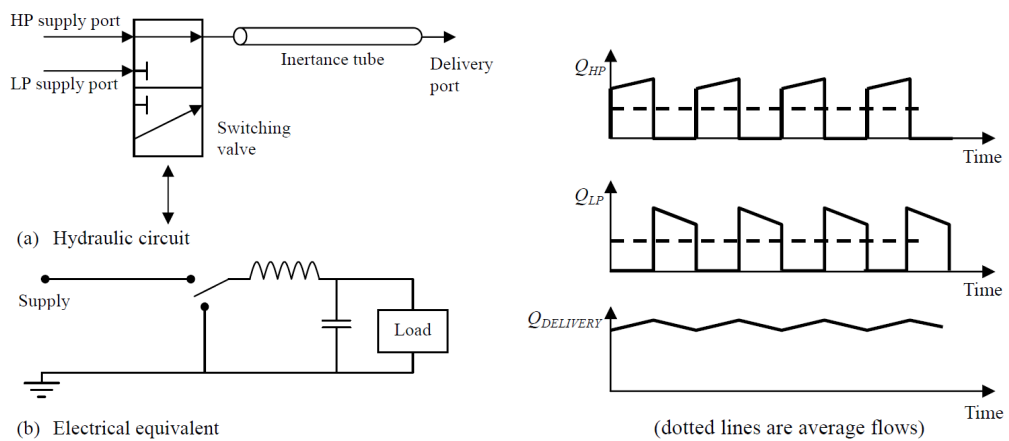 HP supply port
LP supply port
Inertance tube
Delivery
port
Switching
valve
(a) Hydraulic circuit
Supply
Load
(b) Electrical equivalent
Q_HP
Time
Q_LP
Time
Q_DELIVERY
Time
(dotted lines are average flows)